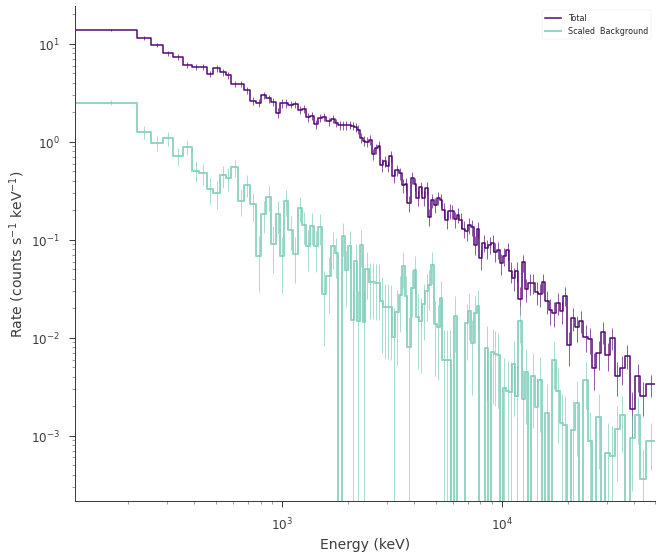 Total
Scaled  Background
10¹
10⁰
10⁻¹
10⁻²
10⁻³
Rate (counts s⁻¹ keV⁻¹)
10³
10⁴
Energy (keV)